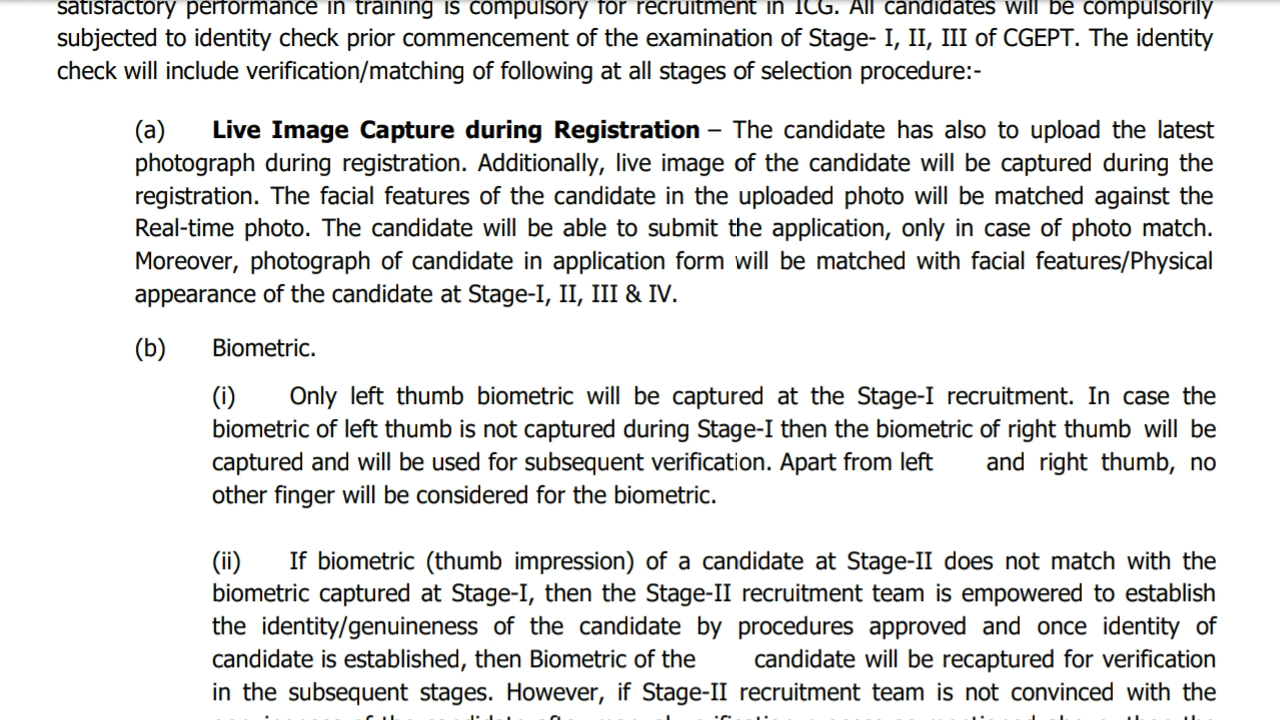 satisfactory performance in training is compulsory for recruitment in ICG. All candidates will be compulsorily
subjected to identity check prior commencement of the examination of Stage- I, II, III of CGEPT. The identity
check will include verification/matching of following at all stages of selection procedure:-
(a) Live Image Capture during Registration – The candidate has also to upload the latest
photograph during registration. Additionally, live image of the candidate will be captured during the
registration. The facial features of the candidate in the uploaded photo will be matched against the
Real-time photo. The candidate will be able to submit the application, only in case of photo match.
Moreover, photograph of candidate in application form will be matched with facial features/Physical
appearance of the candidate at Stage-I, II, III & IV.
(b) Biometric.
(i) Only left thumb biometric will be captured at the Stage-I recruitment. In case the
biometric of left thumb is not captured during Stage-I then the biometric of right thumb will be
captured and will be used for subsequent verification. Apart from left and right thumb, no
other finger will be considered for the biometric.
(ii) If biometric (thumb impression) of a candidate at Stage-II does not match with the
biometric captured at Stage-I, then the Stage-II recruitment team is empowered to establish
the identity/genuineness of the candidate by procedures approved and once identity of
candidate is established, then Biometric of the candidate will be recaptured for verification
in the subsequent stages. However, if Stage-II recruitment team is not convinced with the